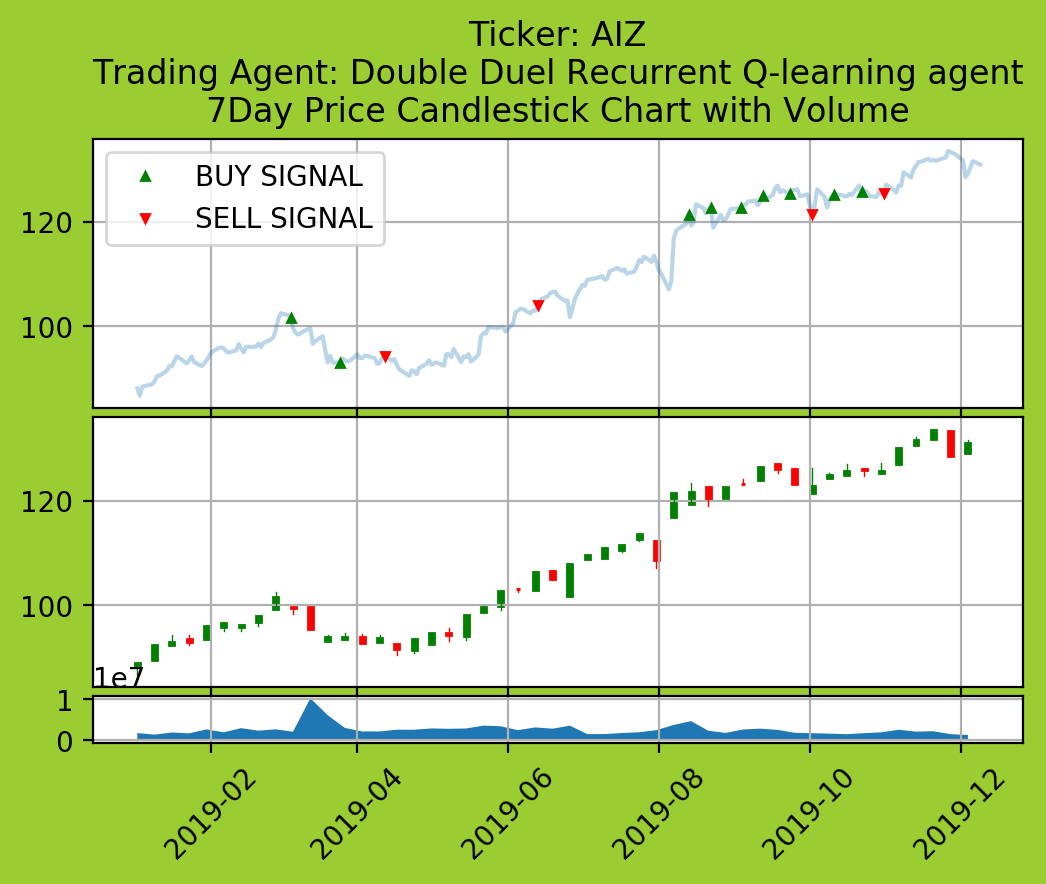 Ticker: AIZ
Trading Agent: Double Duel Recurrent Q-learning agent
7Day Price Candlestick Chart with Volume
BUY SIGNAL
SELL SIGNAL
120
100
120
100
1e7
1
0
2019-02
2019-04
2019-06
2019-08
2019-10
2019-12